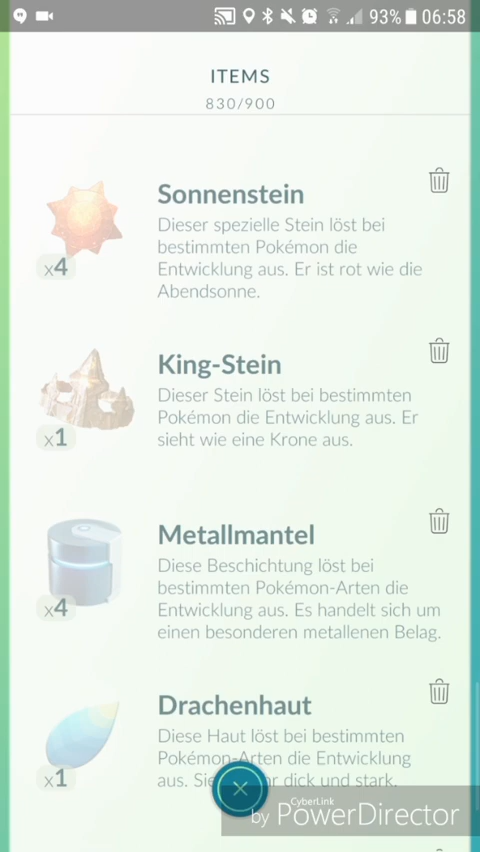 93% 06:58
ITEMS
830/900
Sonnenstein
Dieser spezielle Stein löst bei
bestimmten Pokémon die
Entwicklung aus. Er ist rot wie die
Abendsonne.
x4
King-Stein
Dieser Stein löst bei bestimmten
Pokémon die Entwicklung aus. Er
sieht wie eine Krone aus.
x1
Metallmantel
Diese Beschichtung löst bei
bestimmten Pokémon-Arten die
Entwicklung aus. Es handelt sich um
einen besonderen metallenen Belag.
x4
Drachenhaut
Diese Haut löst bei bestimmten
Pokémon-Arten die Entwicklung
aus. dick und stark.
x1
CyberLink
by PowerDirector